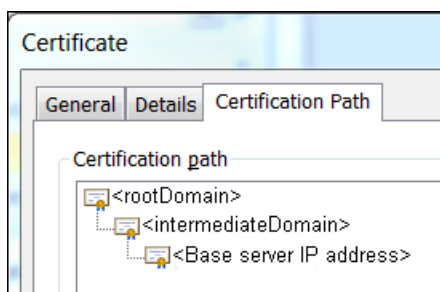 Certificate
General Details Certification Path
Certification path
<rootDomain>
<intermediateDomain>
<Base server IP address>